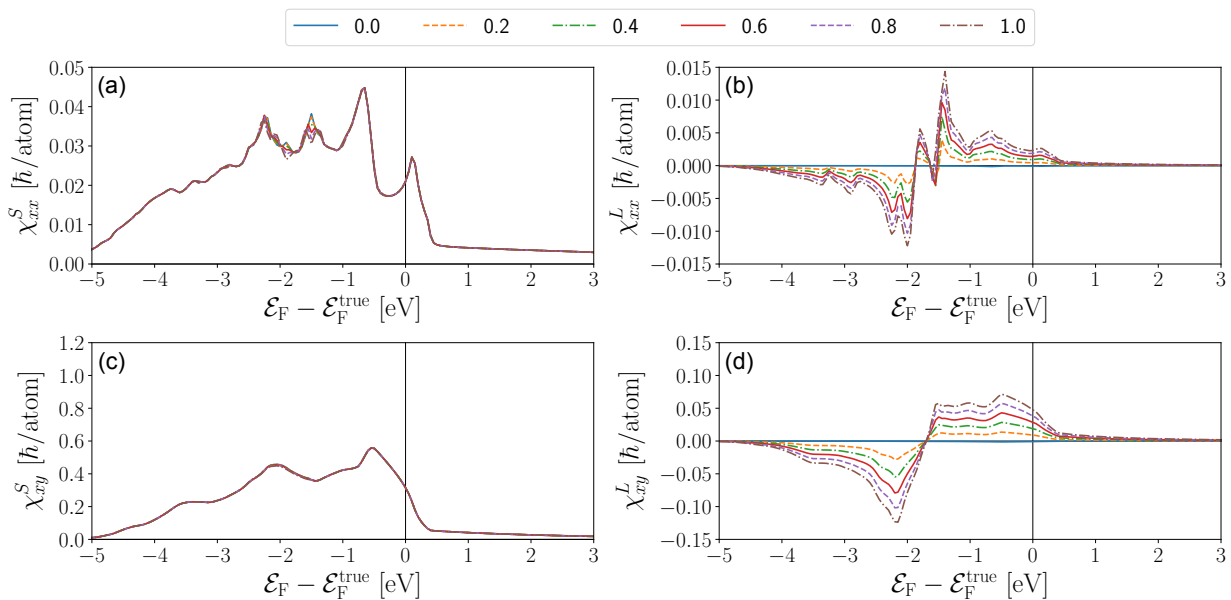 0.0 0.2 0.4 0.6 0.8 1.0
(a)
χ^S_xx [ħ/atom]
0.05
0.04
0.03
0.02
0.01
0.00
−5 −4 −3 −2 −1 0 1 2 3
ℰ_F − ℰ_F^true [eV]
(b)
χ^L_xx [ħ/atom]
0.015
0.010
0.005
0.000
−0.005
−0.010
−0.015
−5 −4 −3 −2 −1 0 1 2 3
ℰ_F − ℰ_F^true [eV]
(c)
χ^S_xy [ħ/atom]
1.2
1.0
0.8
0.6
0.4
0.2
0.0
−5 −4 −3 −2 −1 0 1 2 3
ℰ_F − ℰ_F^true [eV]
(d)
χ^L_xy [ħ/atom]
0.15
0.10
0.05
0.00
−0.05
−0.10
−0.15
−5 −4 −3 −2 −1 0 1 2 3
ℰ_F − ℰ_F^true [eV]